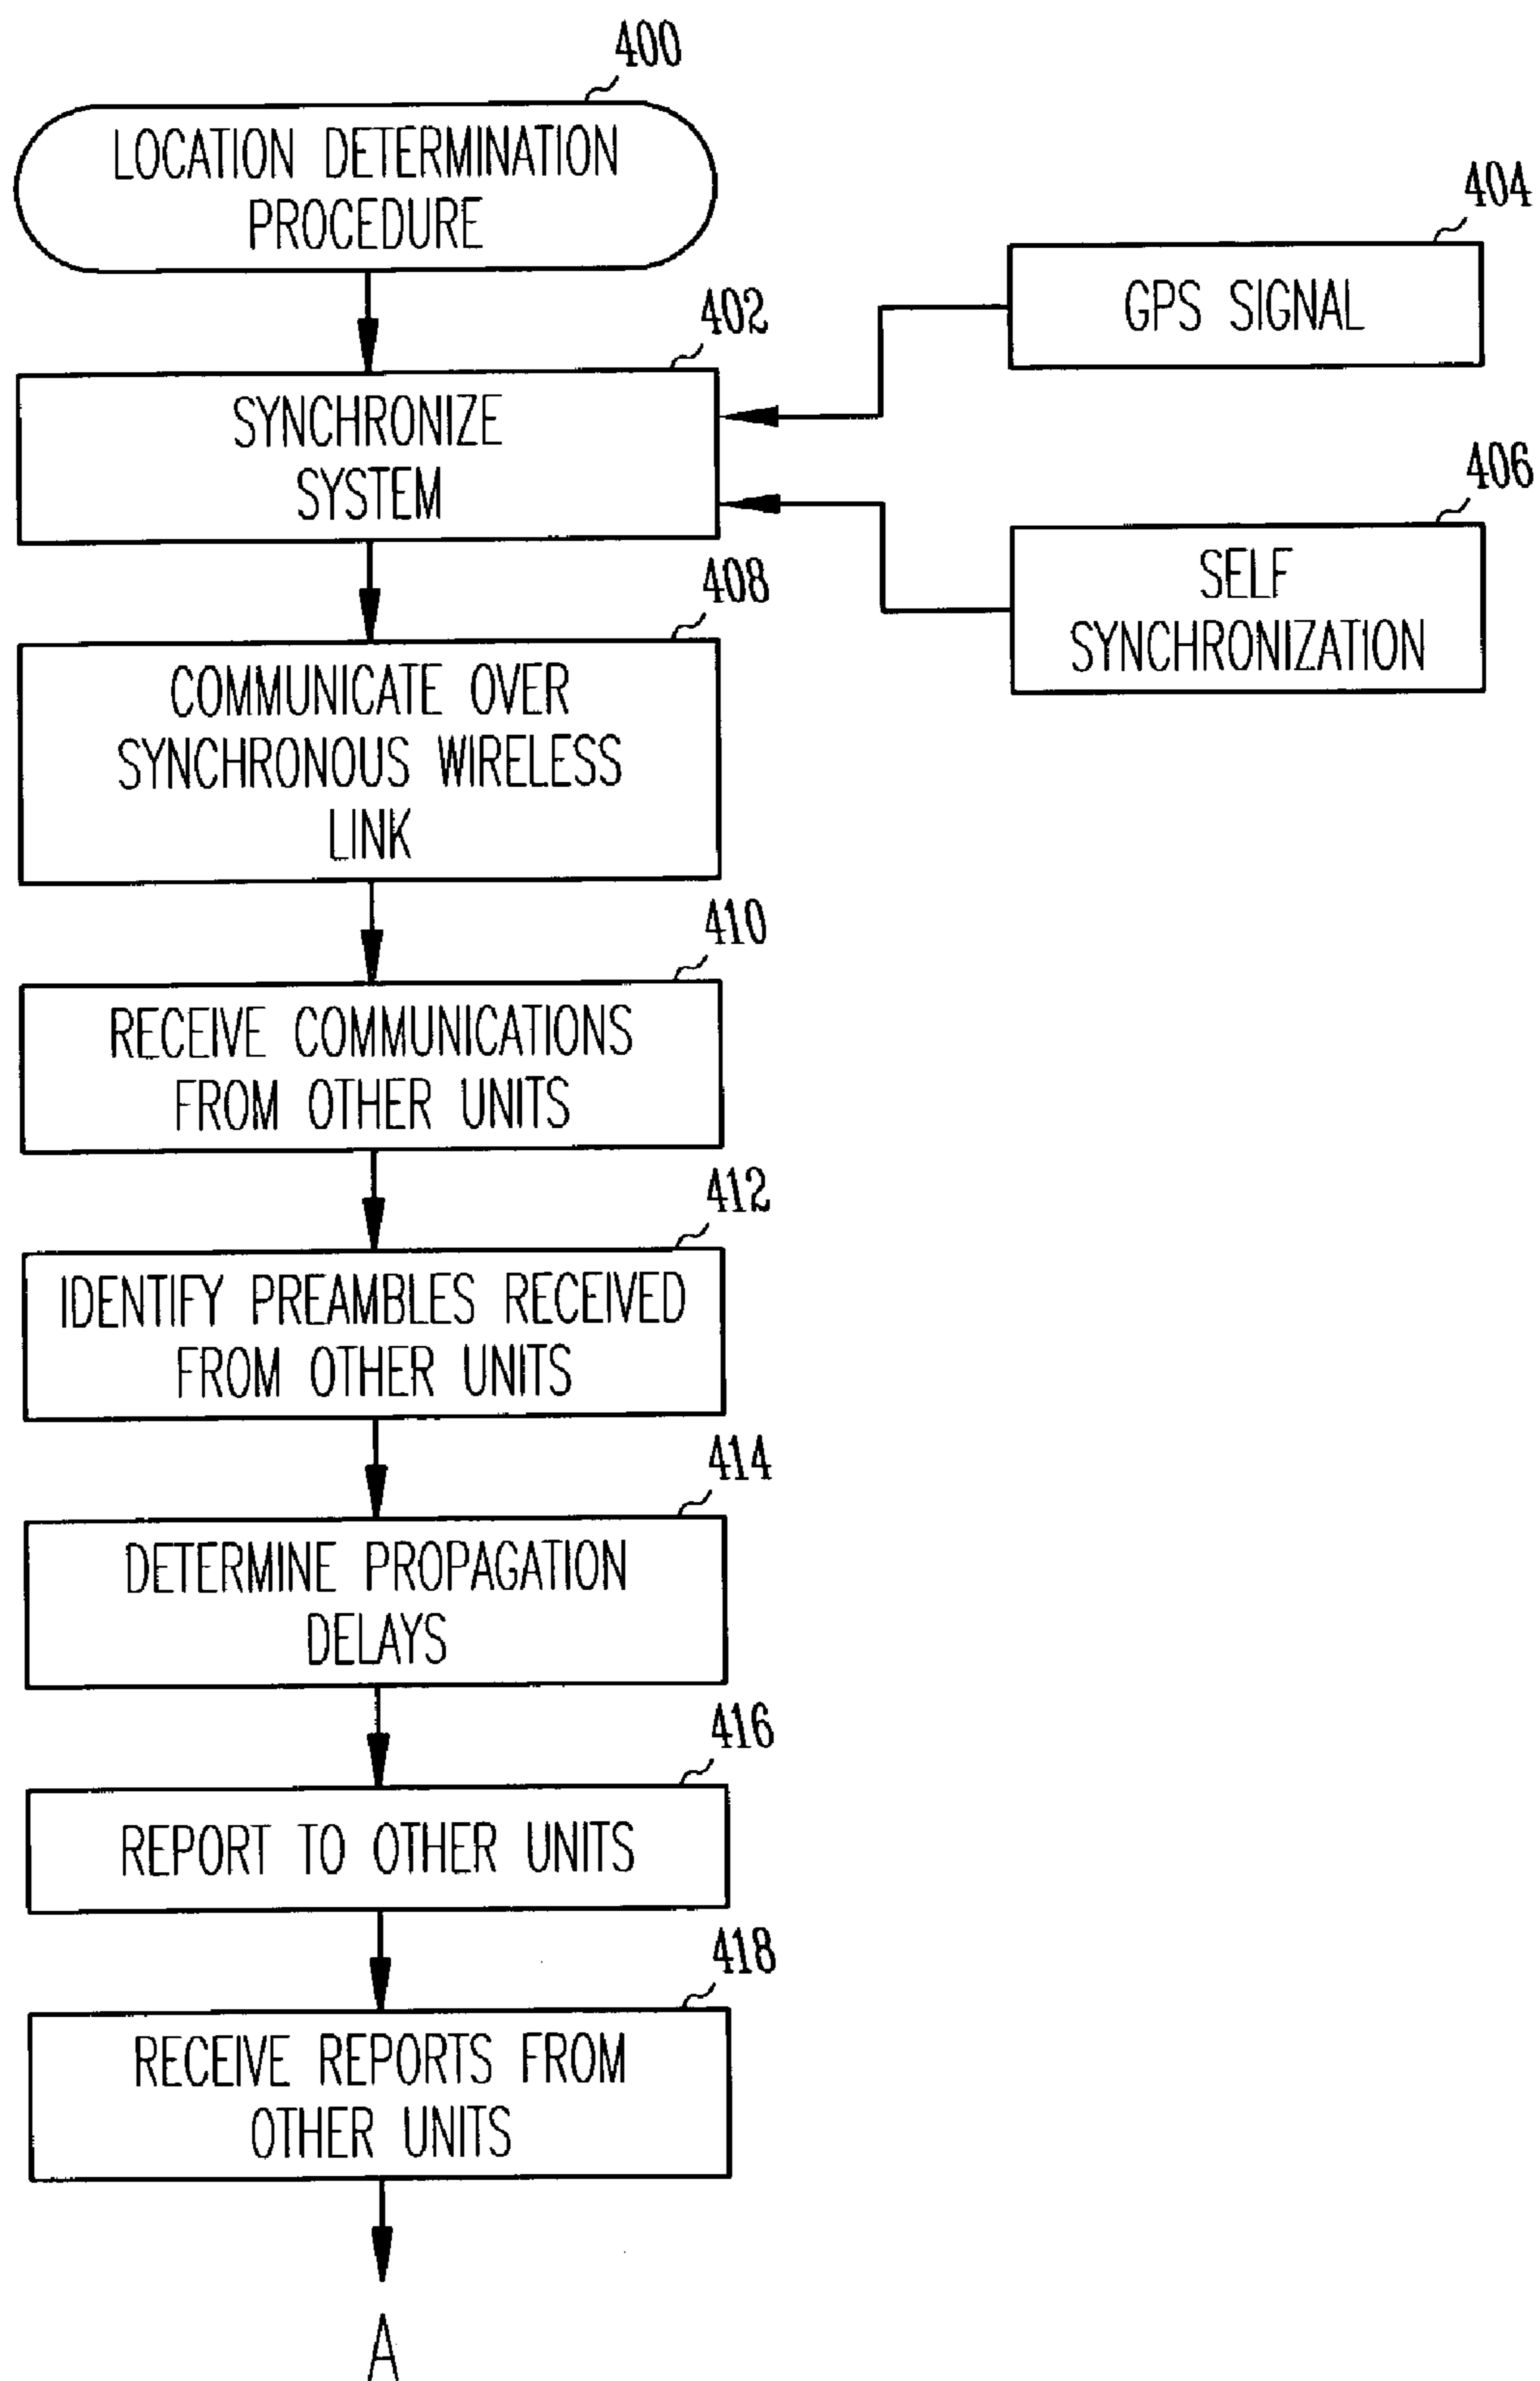 400
LOCATION DETERMINATION
PROCEDURE
404
GPS SIGNAL
402
SYNCHRONIZE
SYSTEM
406
SELF
SYNCHRONIZATION
408
COMMUNICATE OVER
SYNCHRONOUS WIRELESS
LINK
410
RECEIVE COMMUNICATIONS
FROM OTHER UNITS
412
IDENTIFY PREAMBLES RECEIVED
FROM OTHER UNITS
414
DETERMINE PROPAGATION
DELAYS
416
REPORT TO OTHER UNITS
418
RECEIVE REPORTS FROM
OTHER UNITS
A